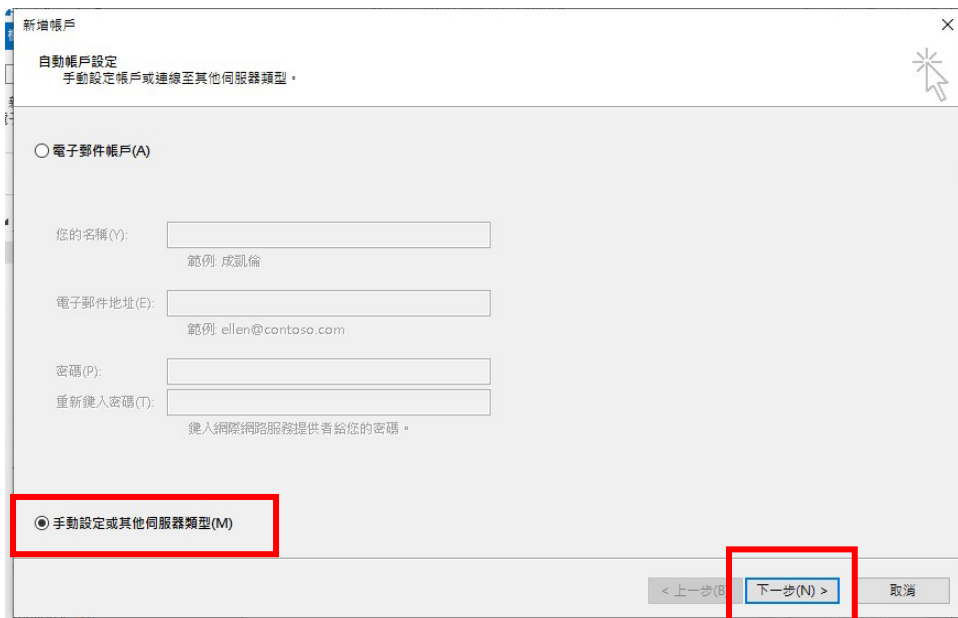 新增帳戶
自動帳戶設定
手動設定帳戶或連線至其他伺服器類型。
電子郵件帳戶(A)
您的名稱(Y):
範例: 成凱倫
電子郵件地址(E):
範例: ellen@contoso.com
密碼(P):
重新鍵入密碼(T):
鍵入網際網路服務提供者給您的密碼。
手動設定或其他伺服器類型(M)
< 上一步(B
下一步(N) >
取消